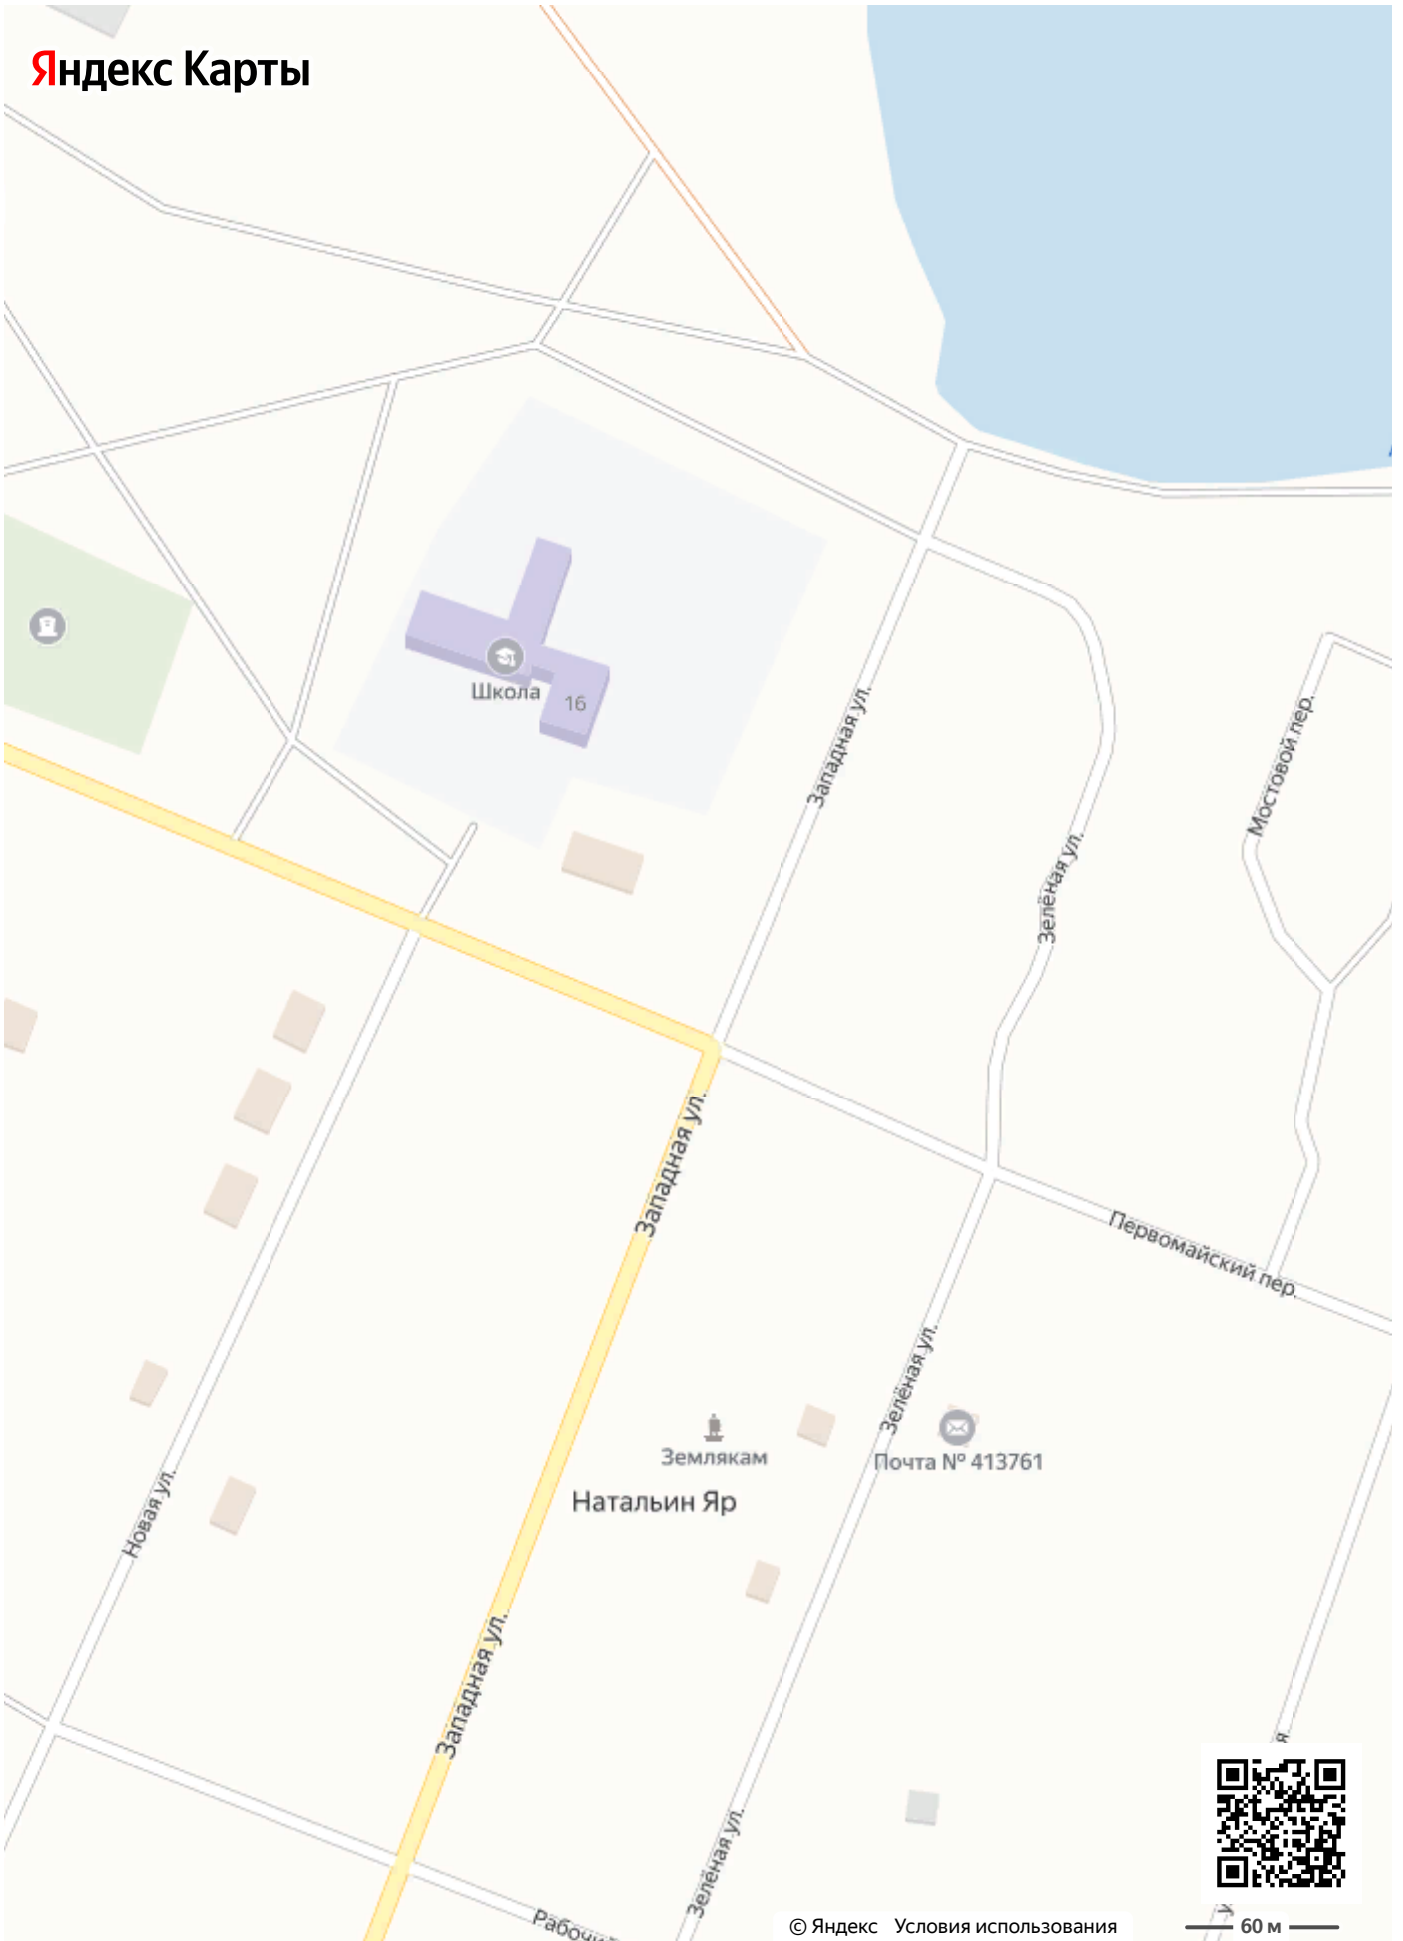 Яндекс Карты
Школа
16
Западная ул.
Мостовой пер.
Зелёная ул.
Западная ул.
Первомайский пер.
Зелёная ул.
Землякам
Почта № 413761
Натальин Яр
Новая ул.
Западная ул.
Зелёная ул.
© Яндекс Условия использования
60 м